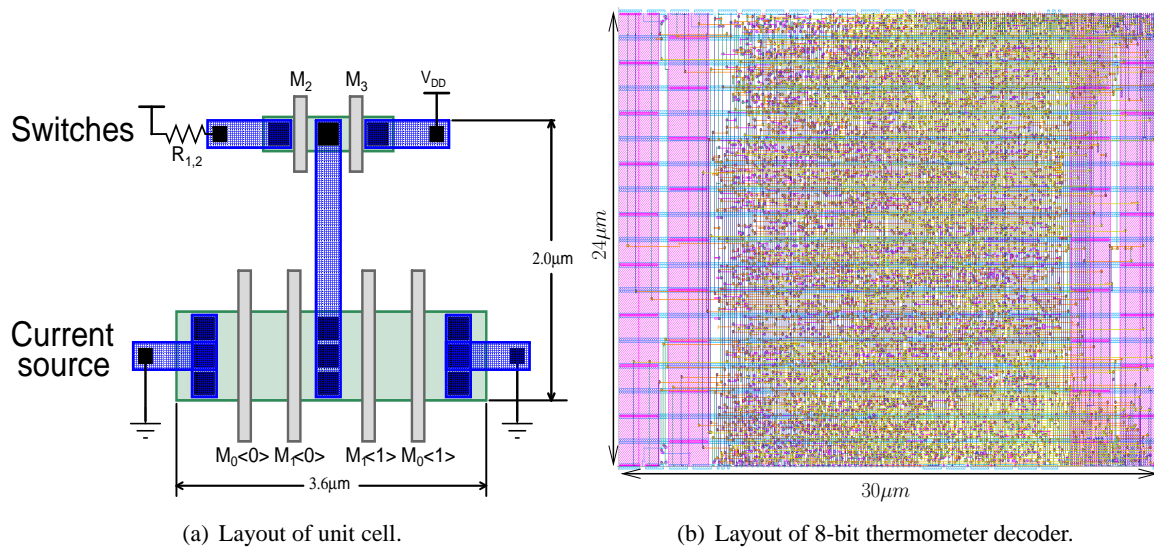 M2 M3 VDD
Switches
R1,2
2.0μm
24μm
Current
source
M0<0> M1<0> M1<1> M0<1>
3.6μm
30μm
(a) Layout of unit cell.
(b) Layout of 8-bit thermometer decoder.